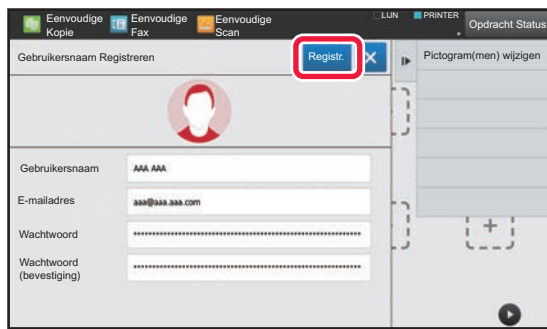 Eenvoudige Kopie
Eenvoudige Fax
Eenvoudige Scan
LIJN
PRINTER
Opdracht Status
Gebruikersnaam Registreren
Registr.
Pictogram(men) wijzigen
Gebruikersnaam
AAA AAA
E-mailadres
aaa@aaa.aaa.com
Wachtwoord
Wachtwoord
(bevestiging)